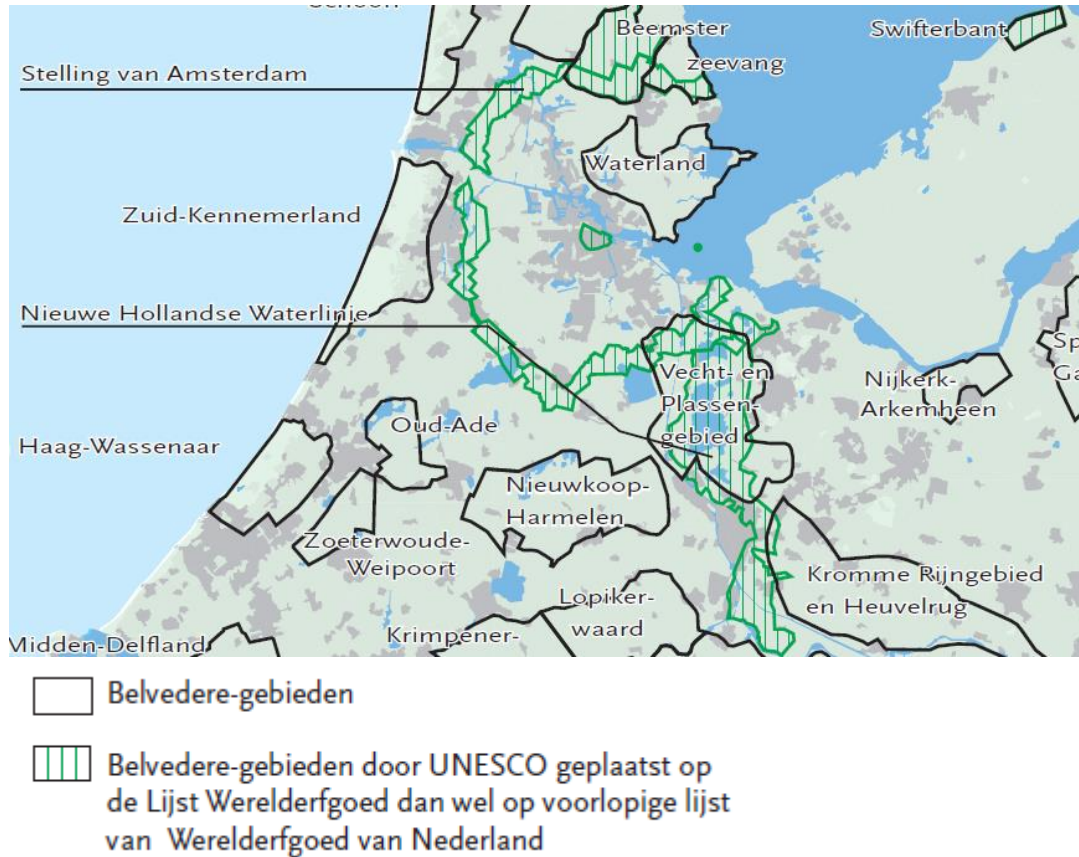 Schoorl
Beemster
Swifterbant
zeevang
Stelling van Amsterdam
Waterland
Zuid-Kennemerland
Nieuwe Hollandse Waterlinie
Vecht- en
Plassen-
gebied
Nijkerk-
Arkemheen
Oud-Ade
Haag-Wassenaar
Nieuwkoop-
Harmelen
Zoeterwoude-
Weipoort
Kromme Rijngebied
en Heuvelrug
Lopiker-
waard
Krimpener-
Midden-Delfland
Belvedere-gebieden
Belvedere-gebieden door UNESCO geplaatst op
de Lijst Werelderfgoed dan wel op voorlopige lijst
van Werelderfgoed van Nederland